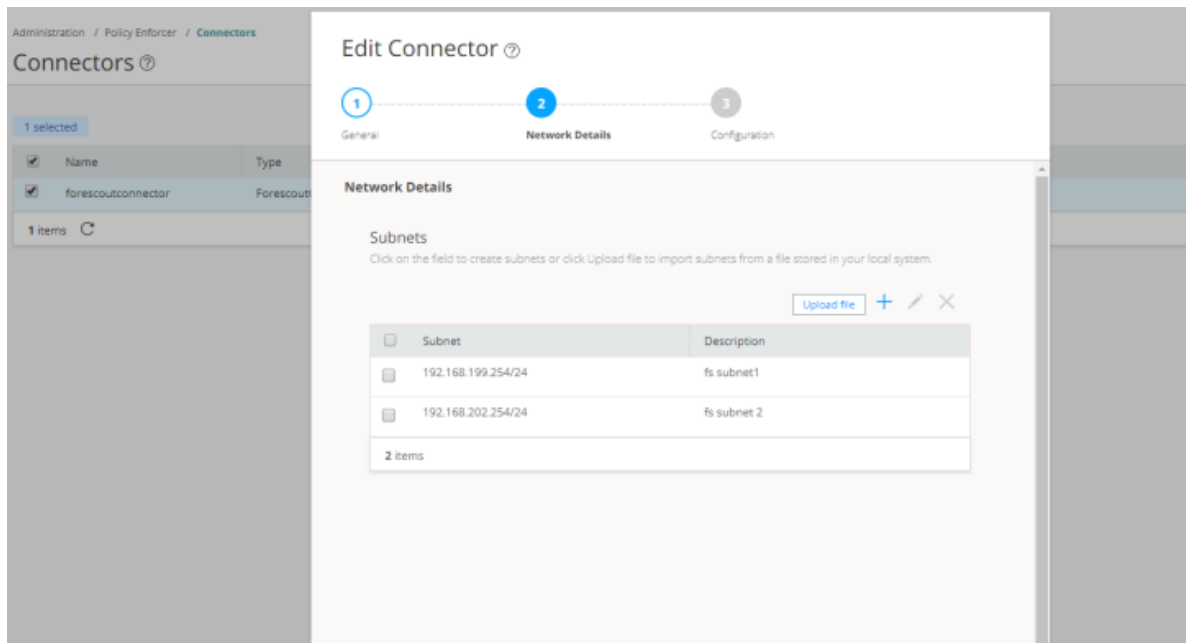 Administration / Policy Enforcer / Connectors
Connectors
1 selected
Name Type
forescoutconnector Forescout
1 items
Edit Connector
1 2 3
General Network Details Configuration
Network Details
Subnets
Click on the field to create subnets or click Upload file to import subnets from a file stored in your local system.
Upload file
Subnet Description
192.168.199.254/24 fs subnet1
192.168.202.254/24 fs subnet 2
2 items